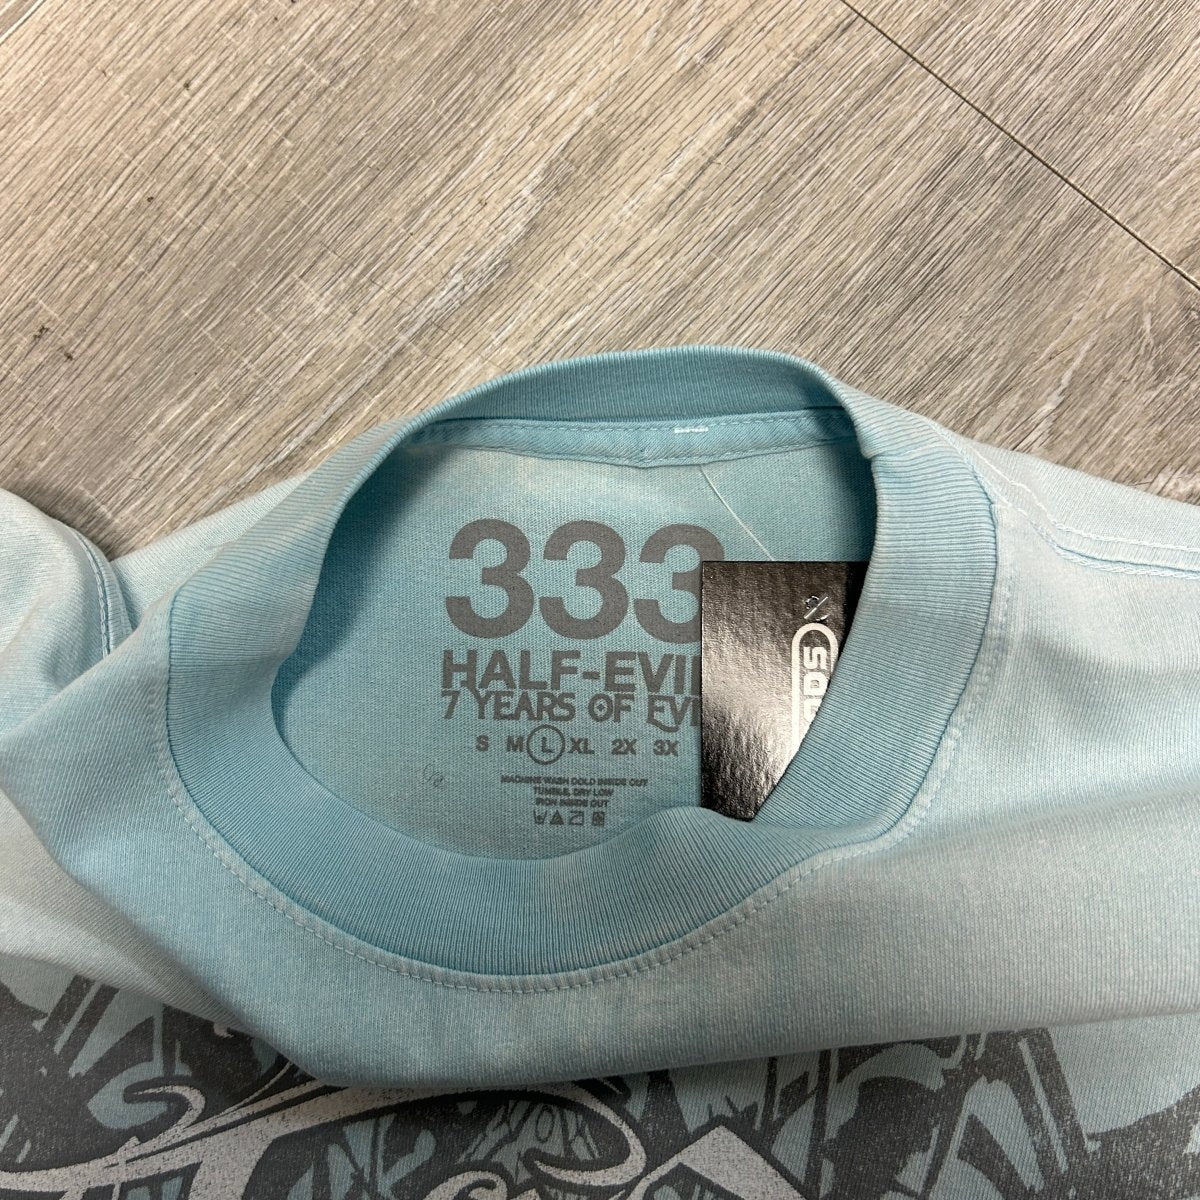 333
HALF-EVI
7 YEARS OF EVI
S M L XL 2X 3X
MACHINE WASH COLD INSIDE OUT
TUMBLE DRY LOW
IRON INSIDE OUT